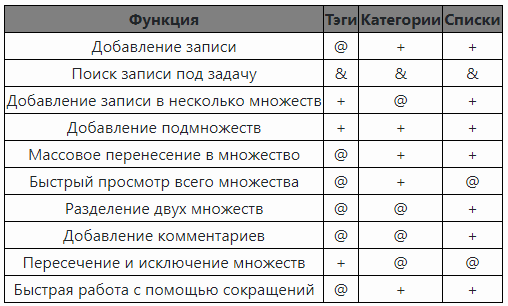 Функция Тэги Категории Списки
Добавление записи @ + +
Поиск записи под задачу & & &
Добавление записи в несколько множеств + @ +
Добавление подмножеств + + +
Массовое перенесение в множество @ + +
Быстрый просмотр всего множества @ + @
Разделение двух множеств @ @ +
Добавление комментариев @ @ +
Пересечение и исключение множеств + @ @
Быстрая работа с помощью сокращений @ + +